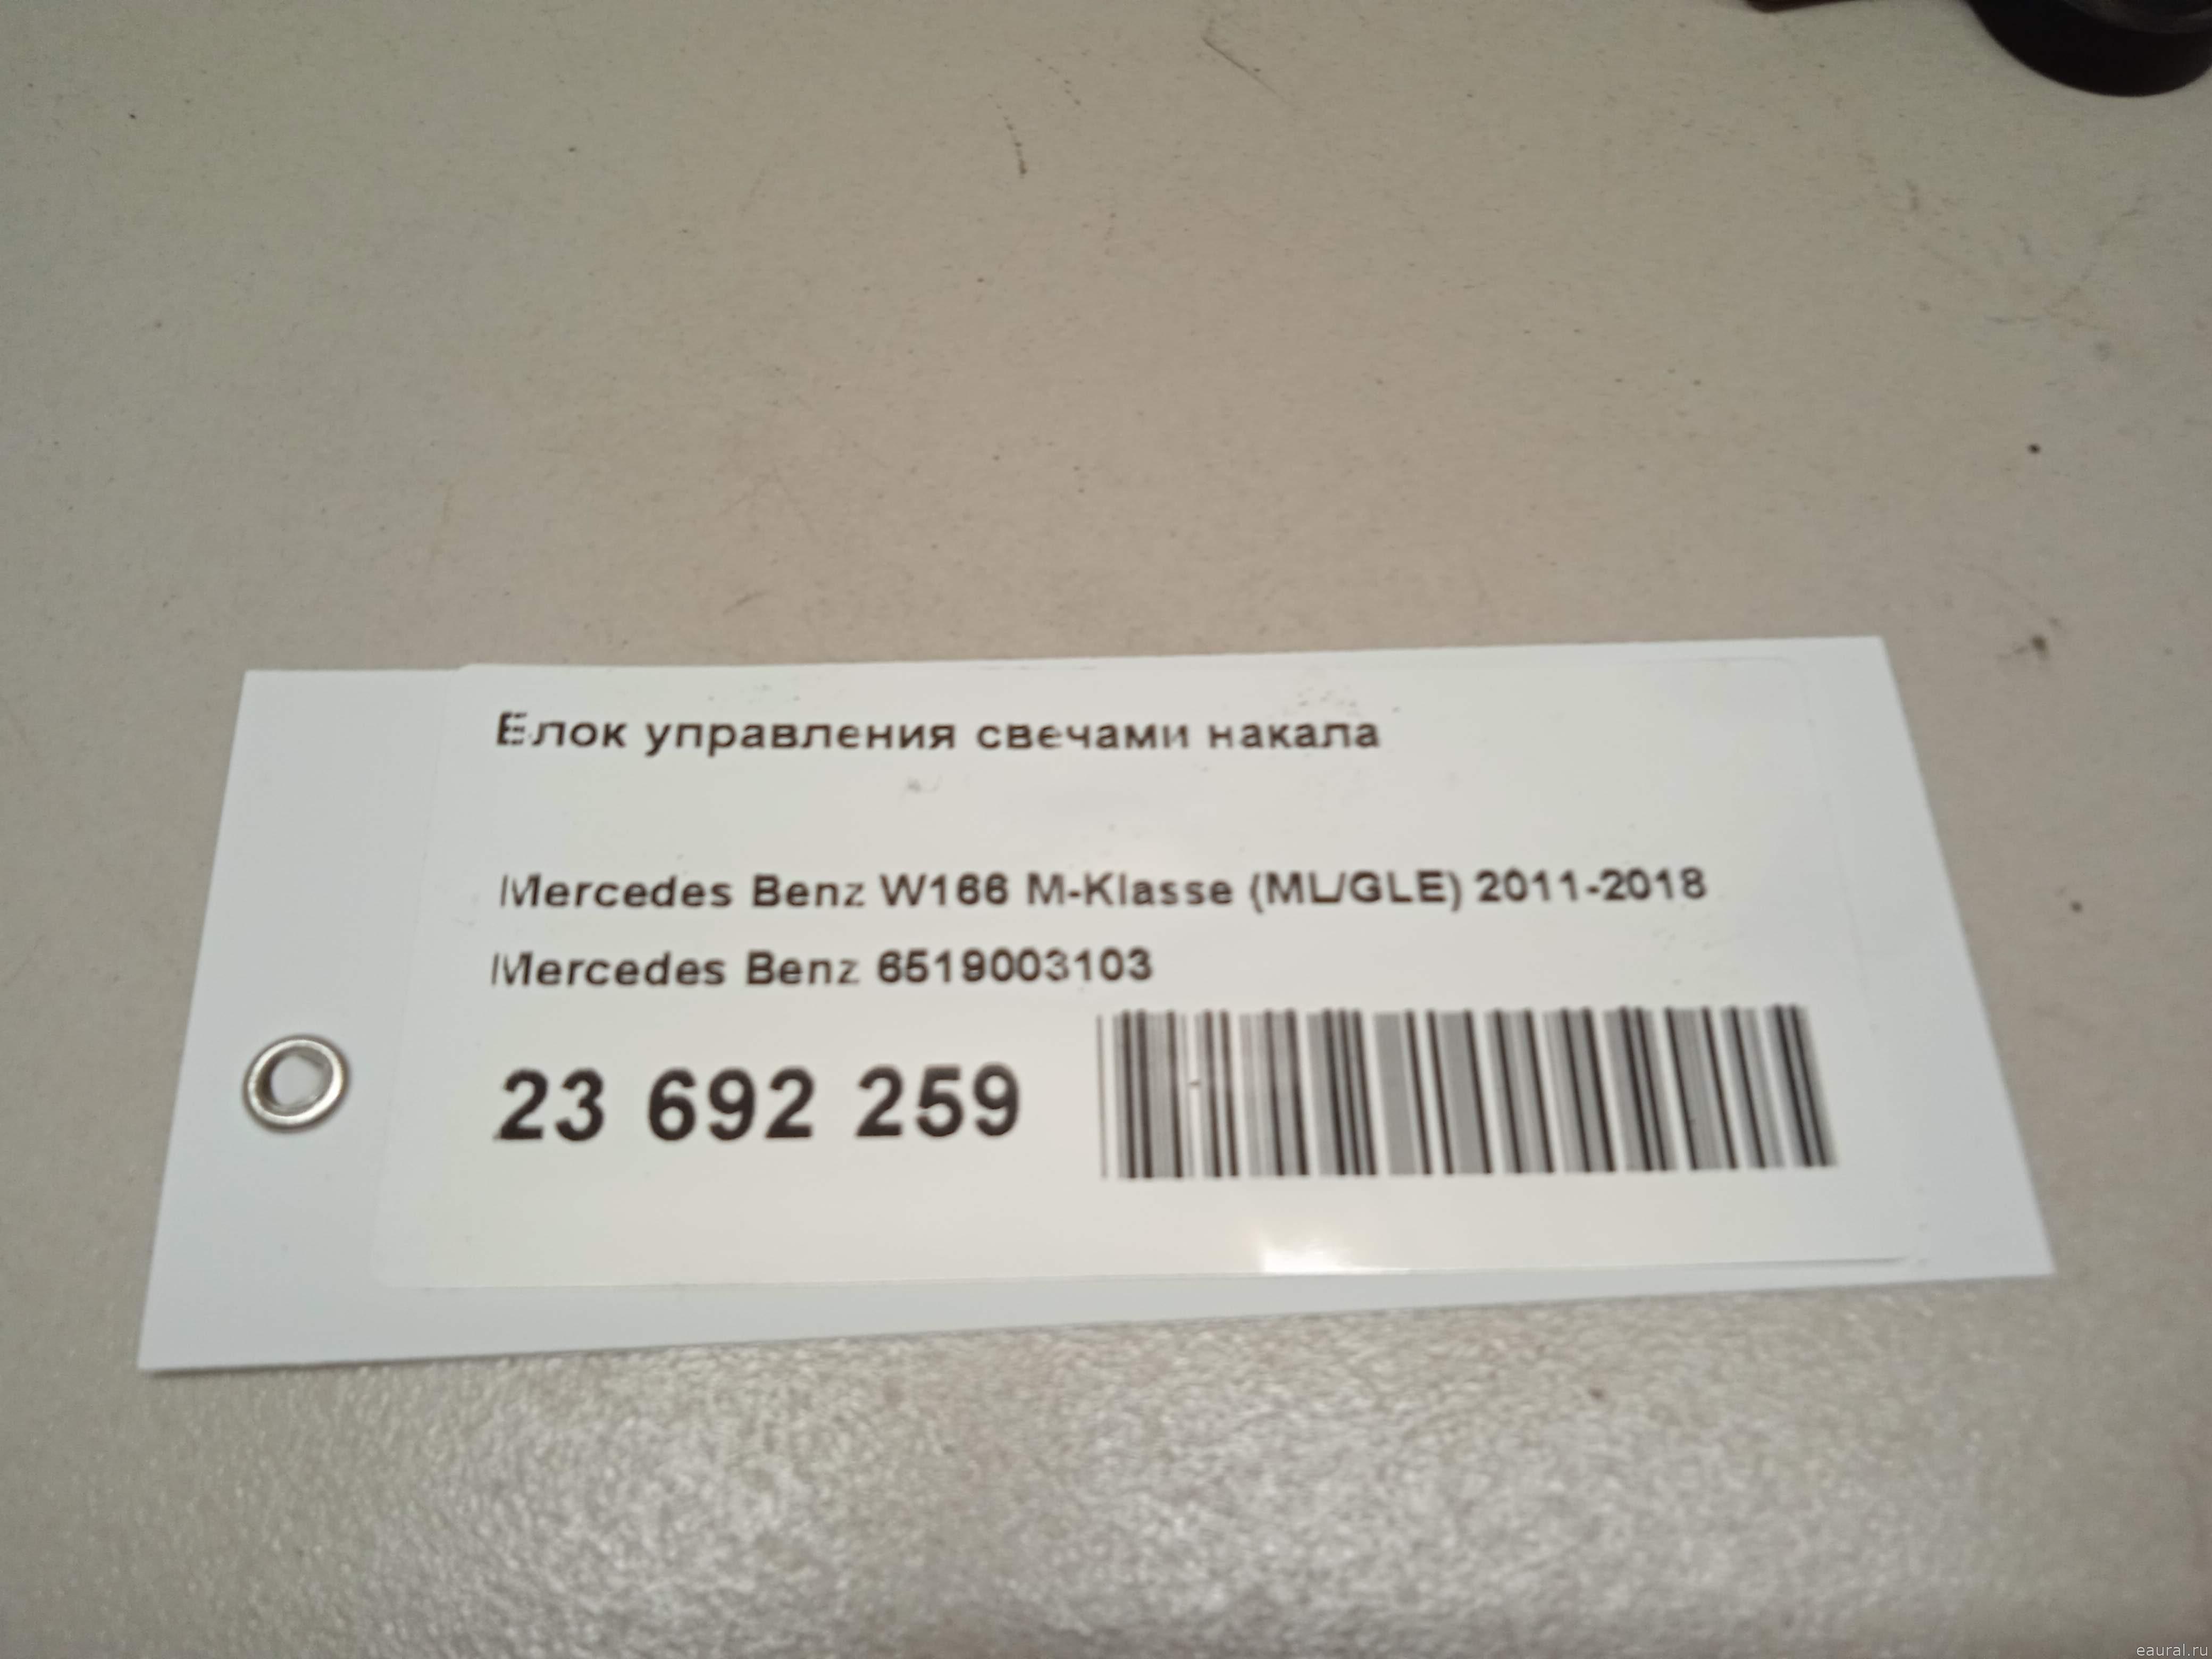 Блок управления свечами накала
Mercedes Benz W166 M-Klasse (ML/GLE) 2011-2018
Mercedes Benz 6519003103
23 692 259
eaural.ru